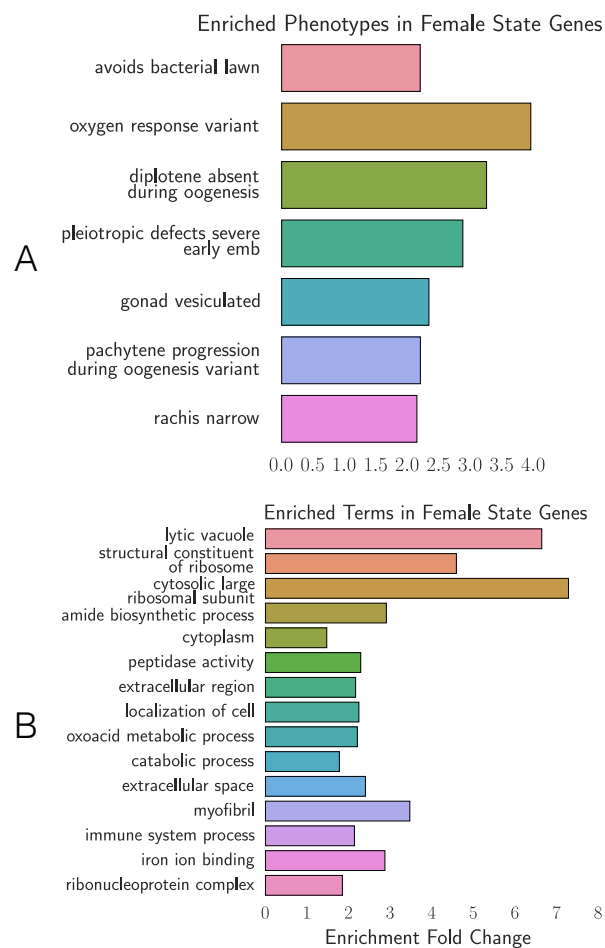 Enriched Phenotypes in Female State Genes
avoids bacterial lawn
oxygen response variant
diplotene absent
during oogenesis
pleiotropic defects severe
early emb
A
gonad vesiculated
pachytene progression
during oogenesis variant
rachis narrow
0.0 0.5 1.0 1.5 2.0 2.5 3.0 3.5 4.0
Enriched Terms in Female State Genes
lytic vacuole
structural constituent
of ribosome
cytosolic large
ribosomal subunit
amide biosynthetic process
cytoplasm
peptidase activity
extracellular region
localization of cell
B
oxoacid metabolic process
catabolic process
extracellular space
myofibril
immune system process
iron ion binding
ribonucleoprotein complex
0 1 2 3 4 5 6 7 8
Enrichment Fold Change